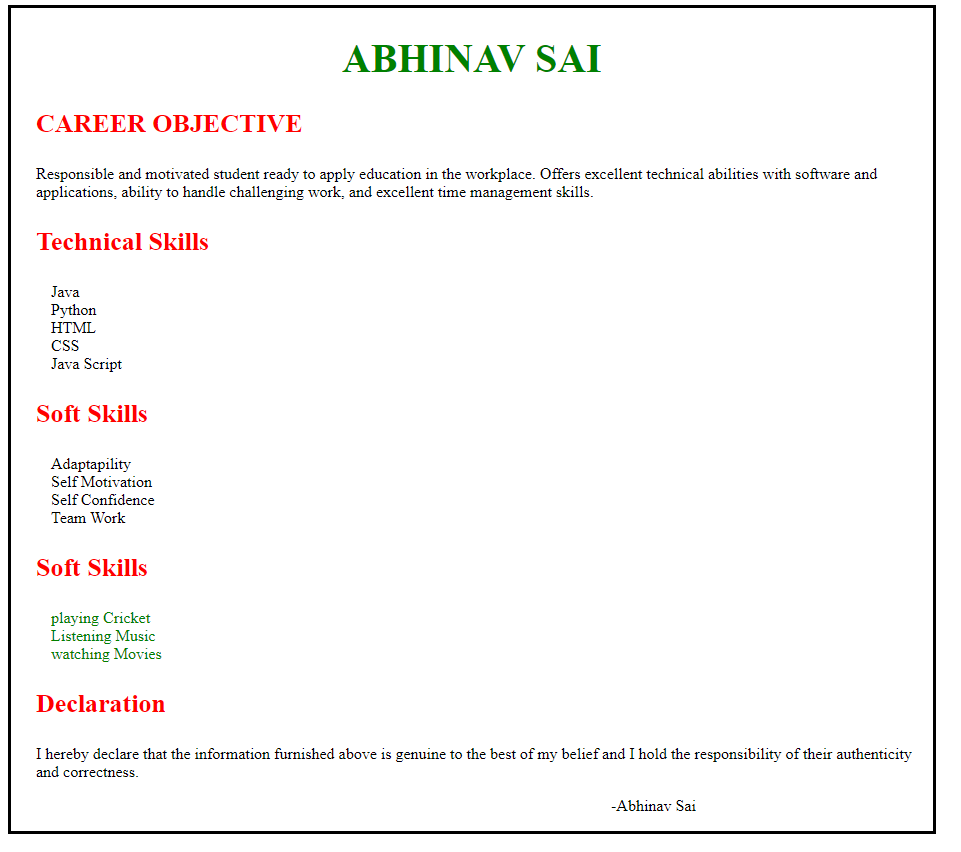 ABHINAV SAI
CAREER OBJECTIVE
Responsible and motivated student ready to apply education in the workplace. Offers excellent technical abilities with software and
applications, ability to handle challenging work, and excellent time management skills.
Technical Skills
Java
Python
HTML
CSS
Java Script
Soft Skills
Adaptapility
Self Motivation
Self Confidence
Team Work
Soft Skills
playing Cricket
Listening Music
watching Movies
Declaration
I hereby declare that the information furnished above is genuine to the best of my belief and I hold the responsibility of their authenticity
and correctness.
-Abhinav Sai